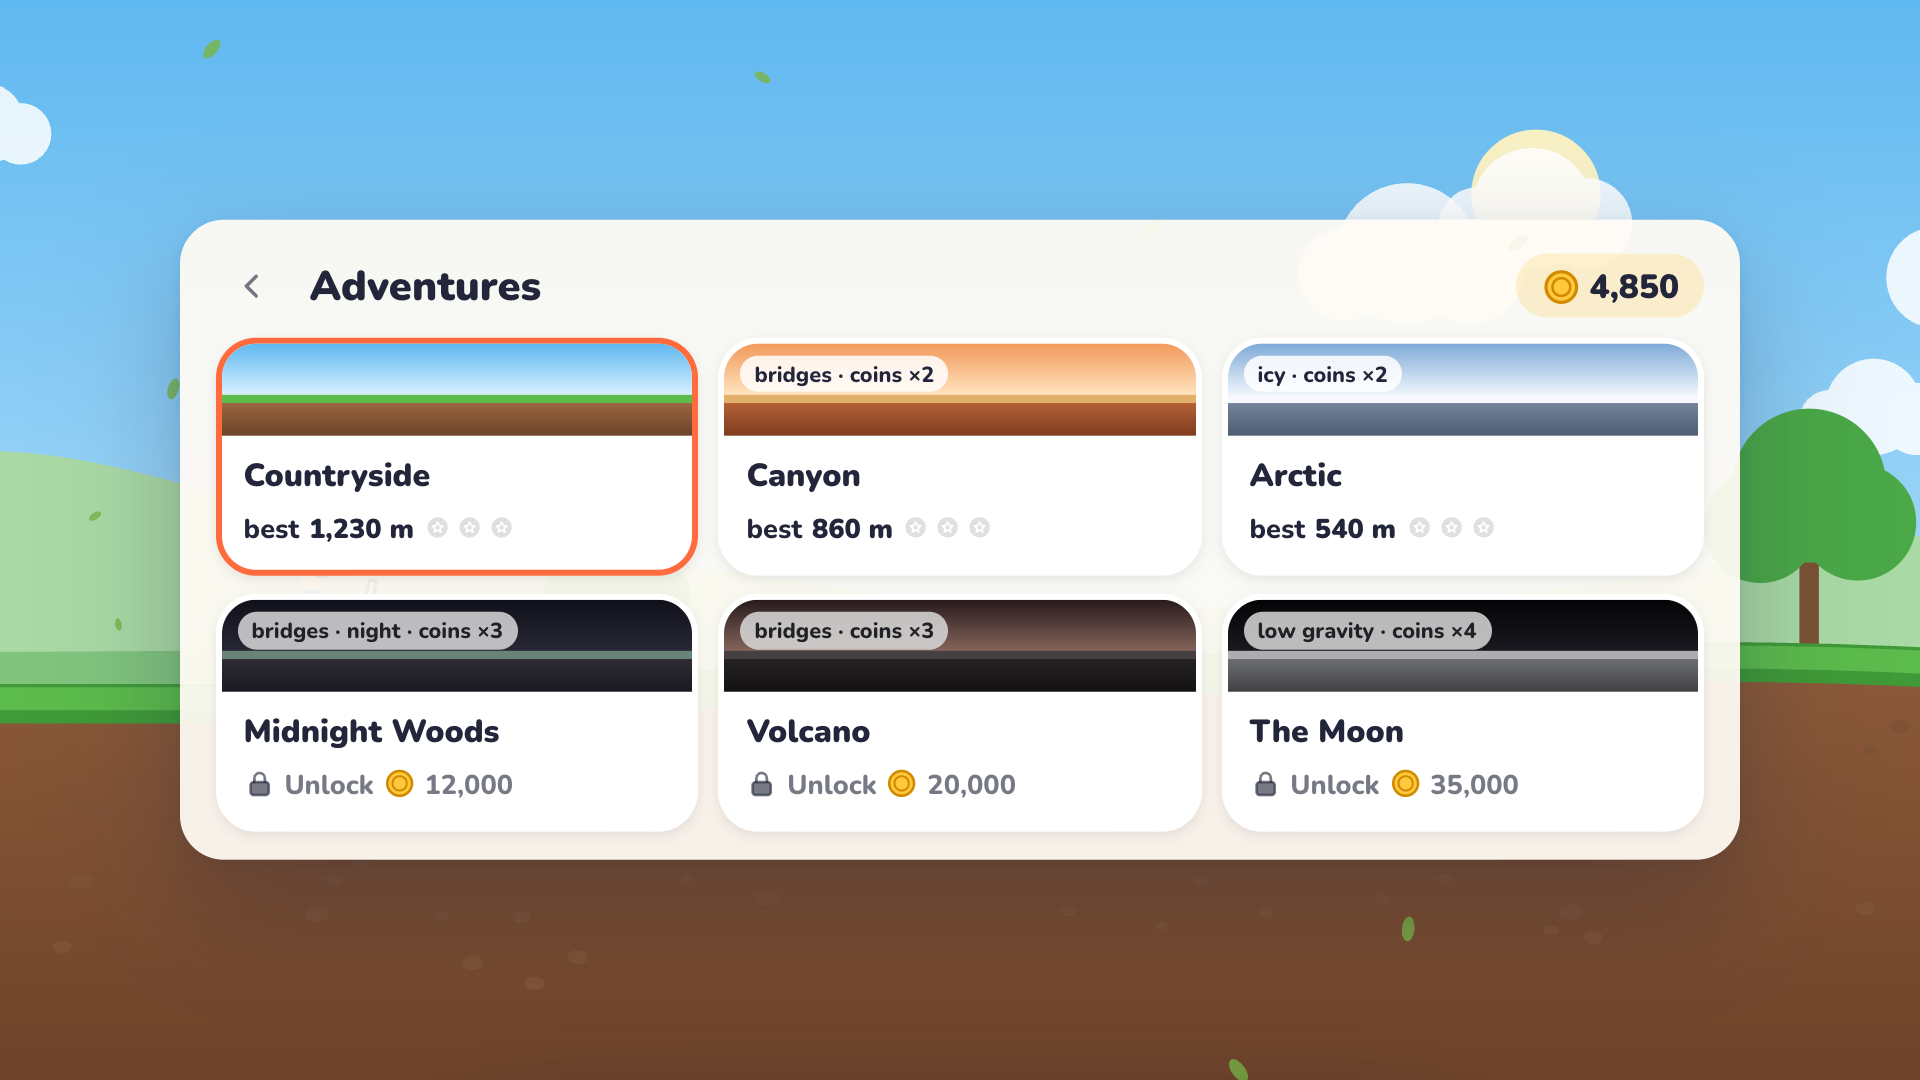 Adventures
4,850
bridges · coins ×2
icy · coins ×2
Countryside
Canyon
Arctic
best 1,230 m
best 860 m
best 540 m
bridges · night · coins ×3
bridges · coins ×3
low gravity · coins ×4
Midnight Woods
Volcano
The Moon
Unlock 12,000
Unlock 20,000
Unlock 35,000